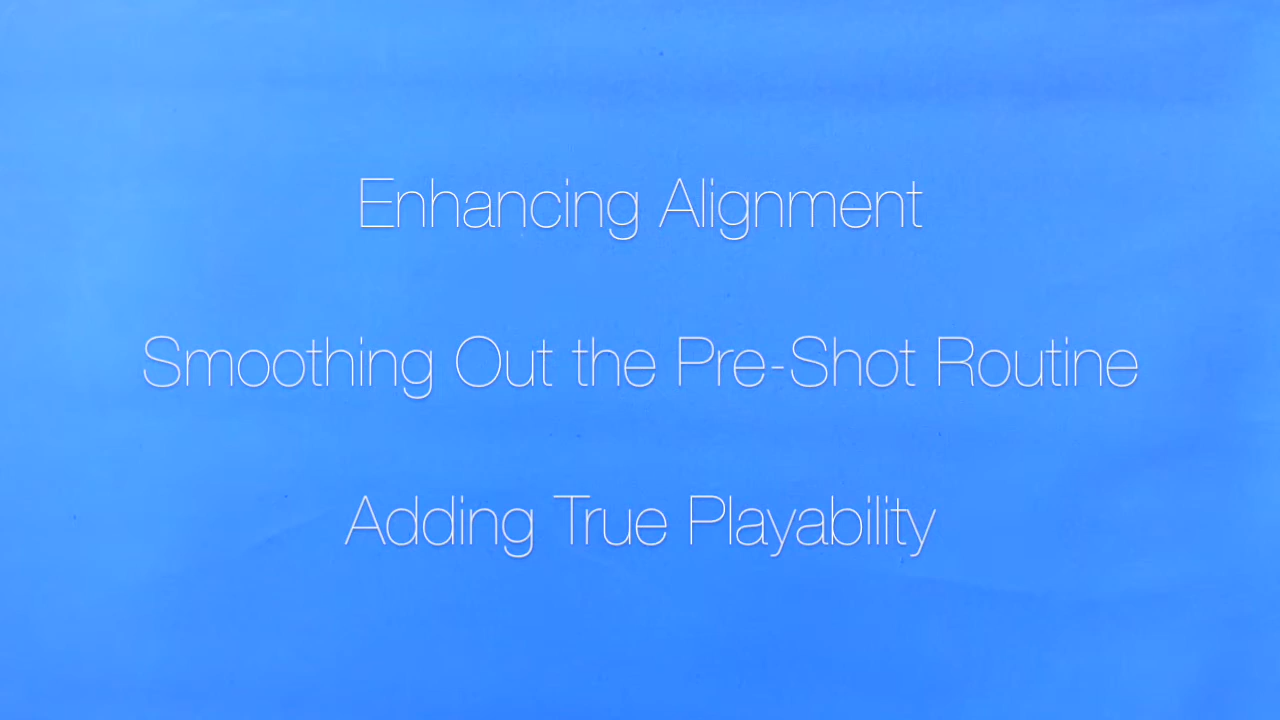 Enhancing Alignment
Smoothing Out the Pre-Shot Routine
Adding True Playability